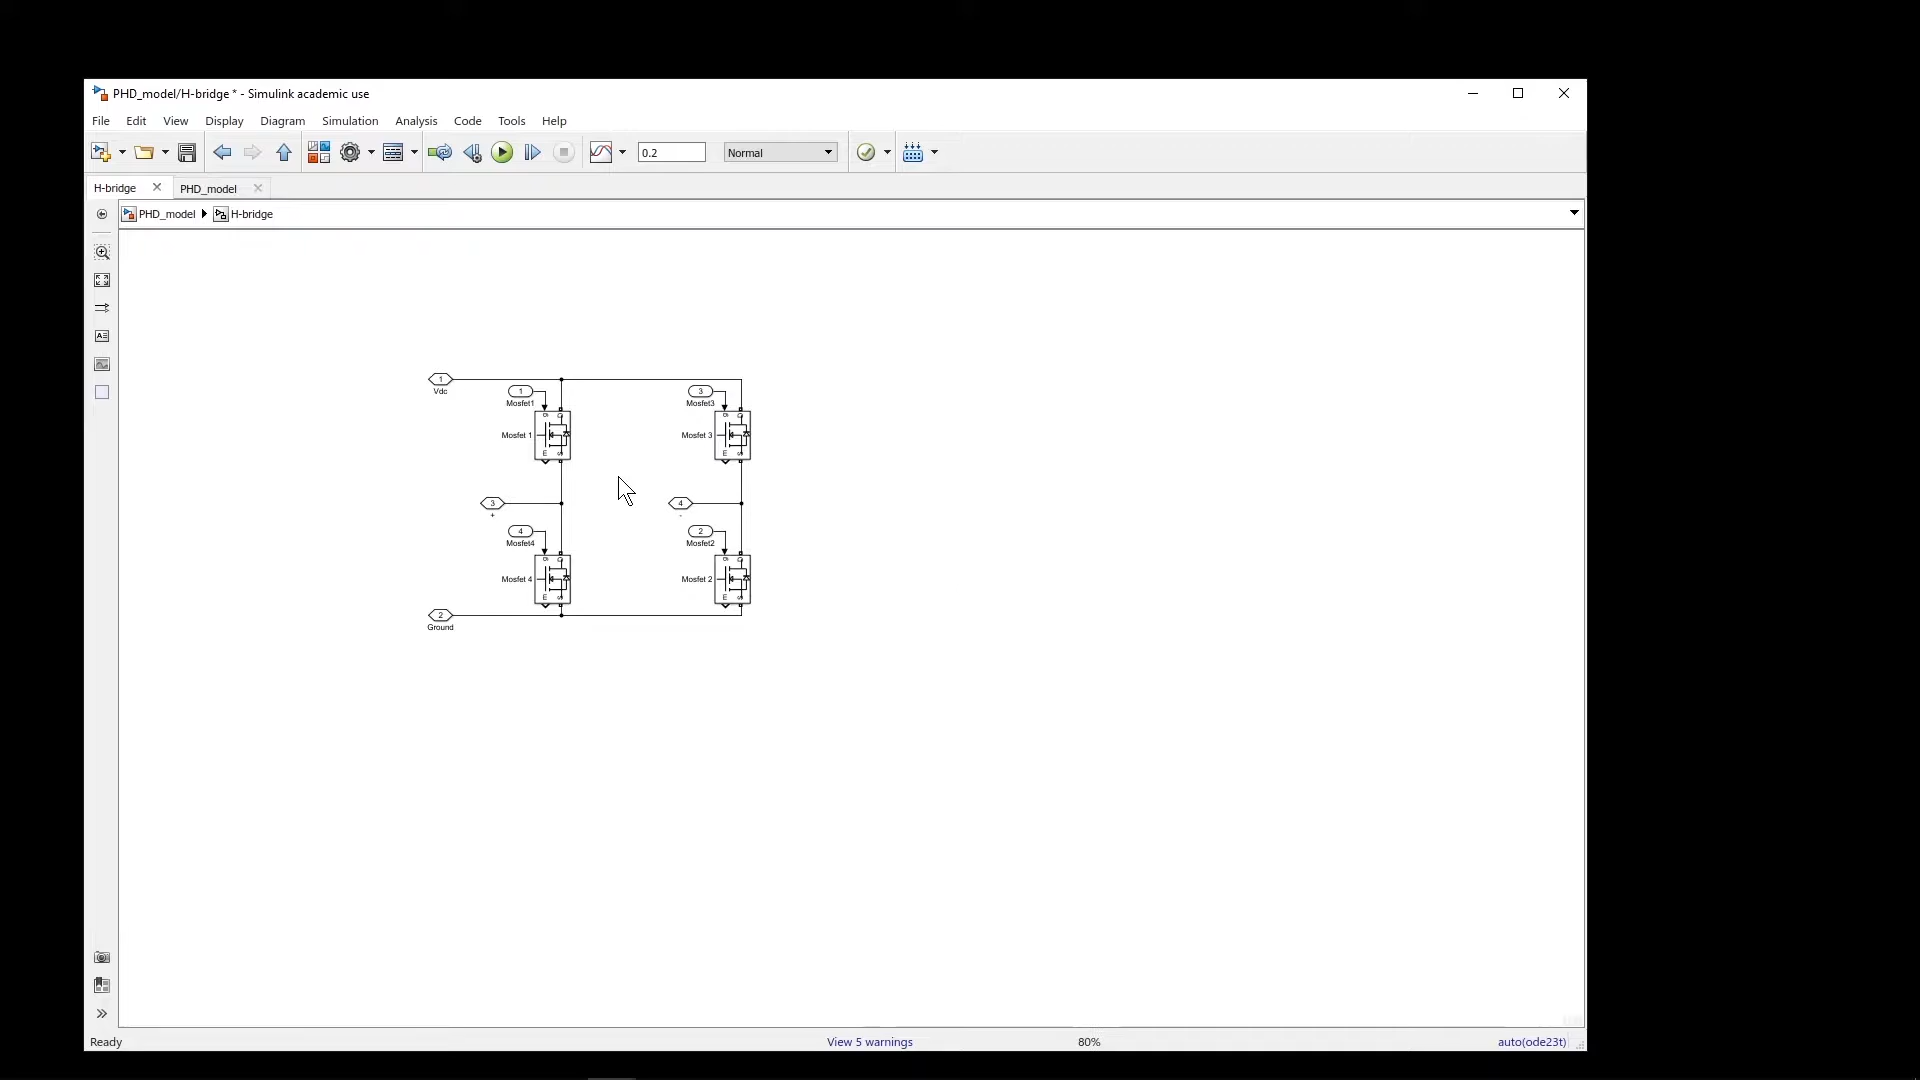 PHD_model/H-bridge * - Simulink academic use
File Edit View Display Diagram Simulation Analysis Code Tools Help
0.2 Normal
H-bridge PHD_model
PHD_model H-bridge
1
Vdc
1
Mosfet1
3
Mosfet3
Mosfet 1
Mosfet 3
3
+
4
-
4
Mosfet4
2
Mosfet2
Mosfet 4
Mosfet 2
2
Ground
Ready View 5 warnings 80% auto(ode23t)